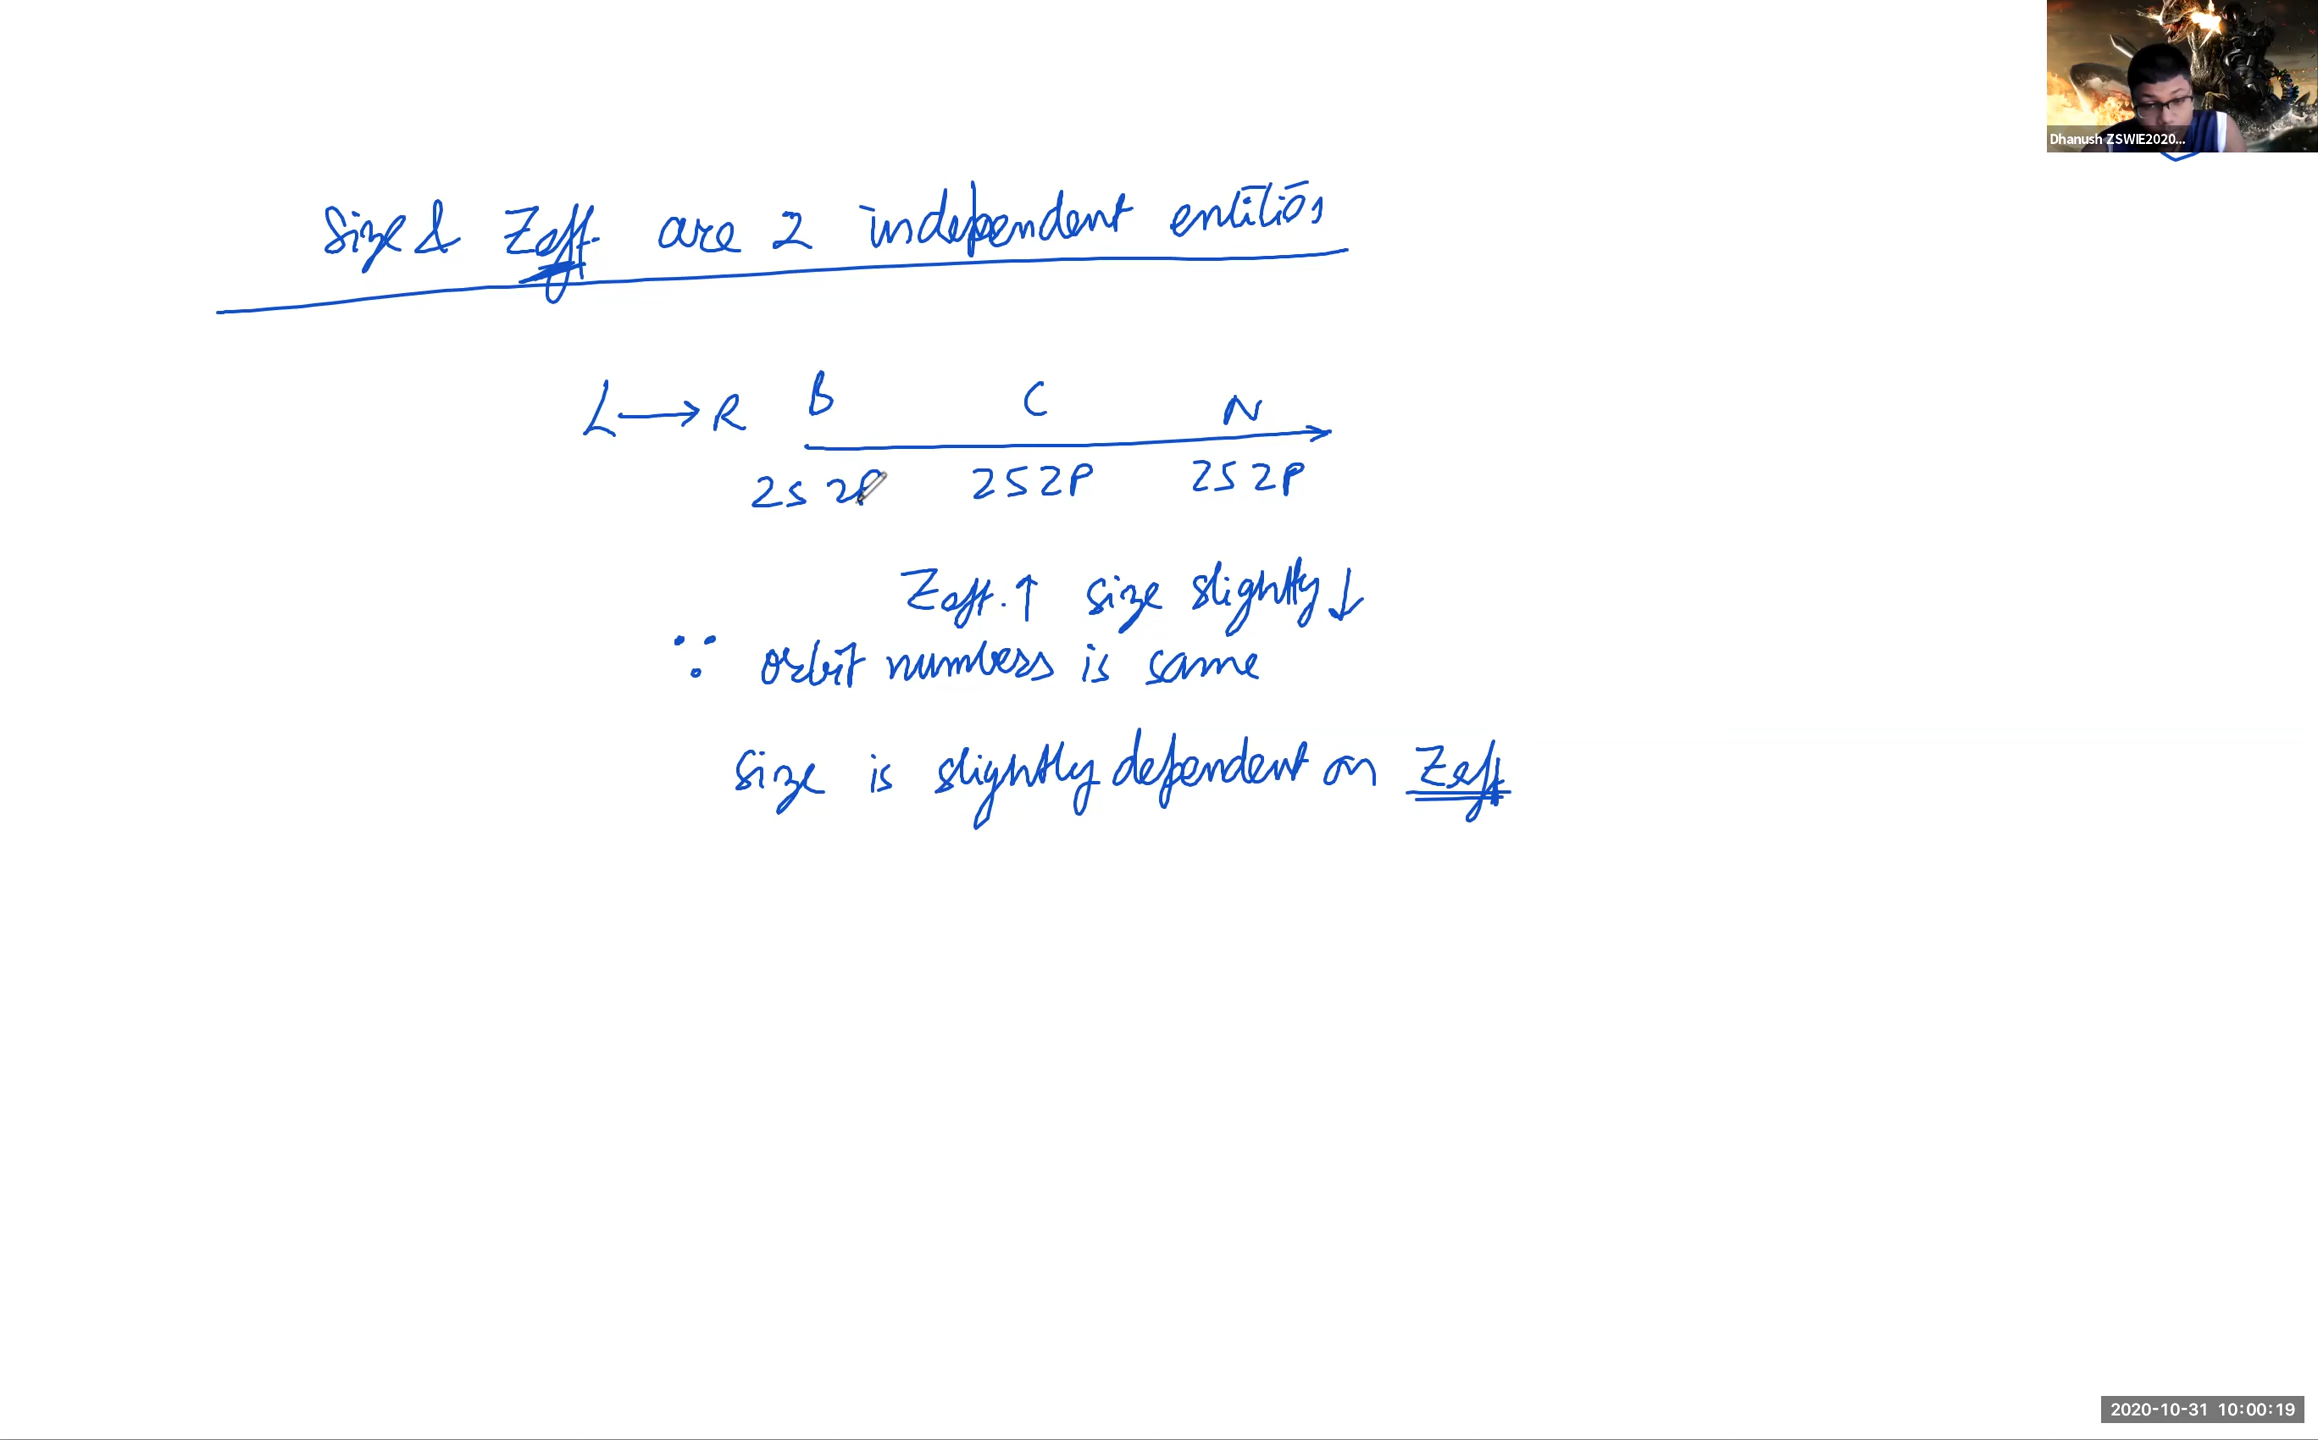 Dhanush ZSWIE2020...
Size & Zeff. are 2 independent entities
L → R B C N
2s 2P 2S 2P 2S 2P
Zeff. ↑ size slightly ↓
∵ orbit numbers is same
Size is slightly dependent on Zeff
2020-10-31 10:00:19